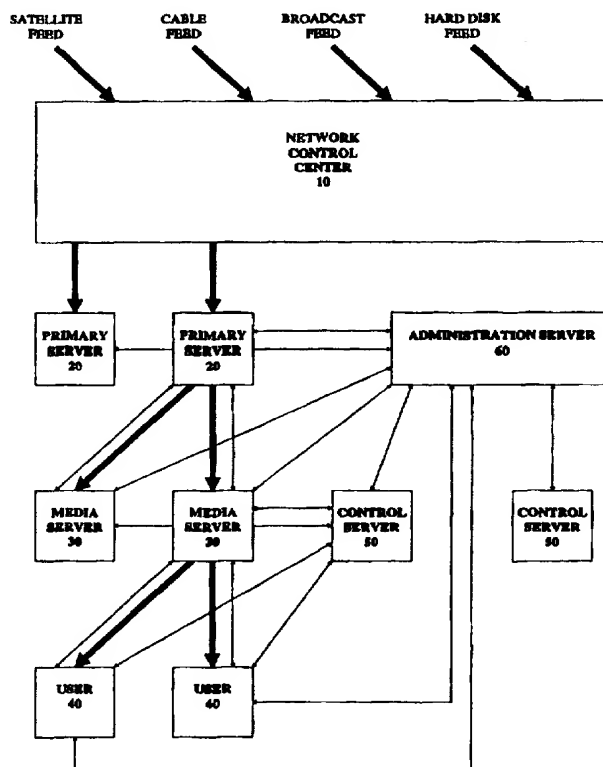 SATELLITE FEED
CABLE FEED
BROADCAST FEED
HARD DISK FEED
NETWORK
CONTROL
CENTER
10
PRIMARY
SERVER
20
PRIMARY
SERVER
20
ADMINISTRATION SERVER
60
MEDIA
SERVER
30
MEDIA
SERVER
30
CONTROL
SERVER
50
CONTROL
SERVER
50
USER
40
USER
40